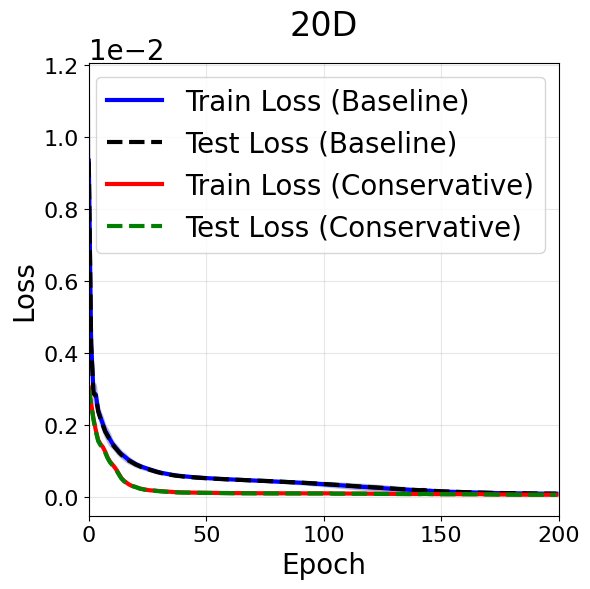 20D
1e−2
1.2
1.0
0.8
0.6
0.4
0.2
0.0
Loss
Train Loss (Baseline)
Test Loss (Baseline)
Train Loss (Conservative)
Test Loss (Conservative)
0
50
100
150
200
Epoch